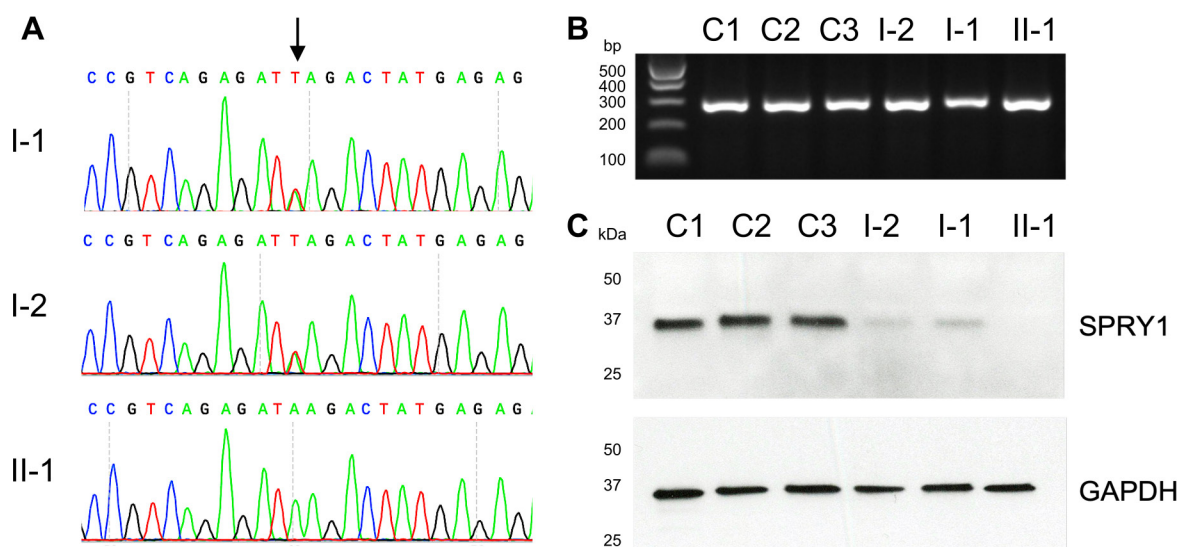 A
C C G T C A G A G A T T A G A C T A T G A G A G
I-1
C C G T C A G A G A T T A G A C T A T G A G A G
I-2
C C G T C A G A G A T A A G A C T A T G A G A G
II-1
B
bp C1 C2 C3 I-2 I-1 II-1
500
400
300
200
100
C kDa C1 C2 C3 I-2 I-1 II-1
50
37 SPRY1
25
50
37 GAPDH
25